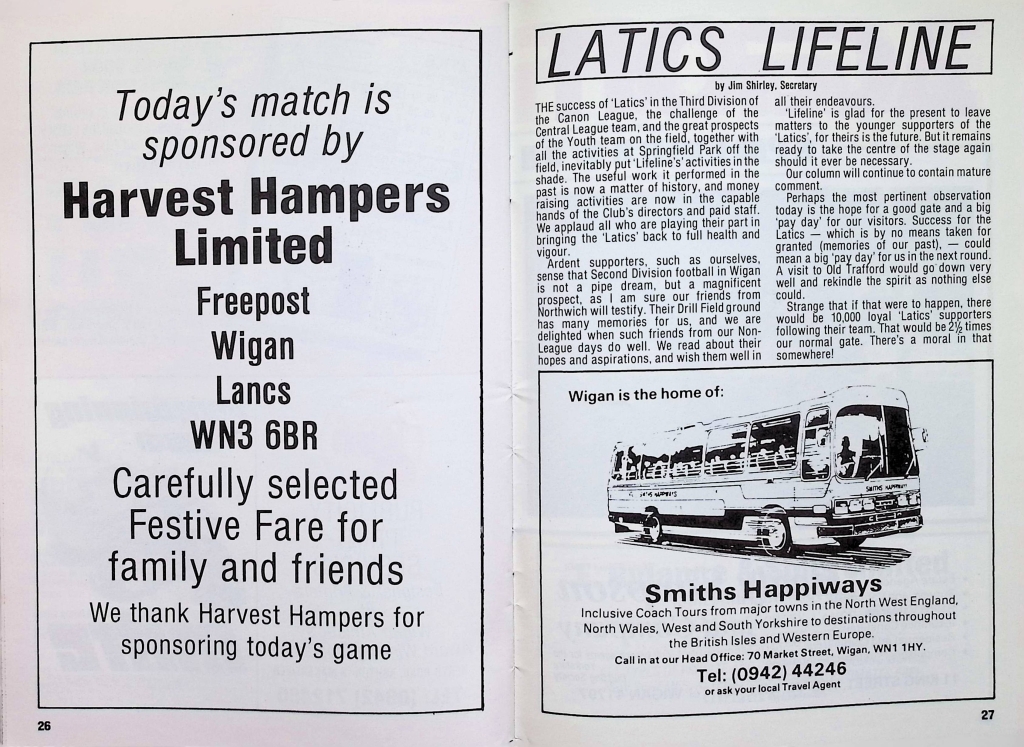 Today's match is
sponsored by
Harvest Hampers
Limited
Freepost
Wigan
Lancs
WN3 6BR
Carefully selected
Festive Fare for
family and friends
We thank Harvest Hampers for
sponsoring today's game
26
LATICS LIFELINE
by Jim Shirley, Secretary
THE success of 'Latics' in the Third Division of
the Canon League, the challenge of the
Central League team, and the great prospects
of the Youth team on the field, together with
all the activities at Springfield Park off the
field, inevitably put 'Lifeline's' activities in the
shade. The useful work it performed in the
past is now a matter of history, and money
raising activities are now in the capable
hands of the Club's directors and paid staff.
We applaud all who are playing their part in
bringing the 'Latics' back to full health and
vigour.
Ardent supporters, such as ourselves,
sense that Second Division football in Wigan
is not a pipe dream, but a magnificent
prospect, as I am sure our friends from
Northwich will testify. Their Drill Field ground
has many memories for us, and we are
delighted when such friends from our Non-
League days do well. We read about their
hopes and aspirations, and wish them well in
all their endeavours.
'Lifeline' is glad for the present to leave
matters to the younger supporters of the
'Latics', for theirs is the future. But it remains
ready to take the centre of the stage again
should it ever be necessary.
Our column will continue to contain mature
comment.
Perhaps the most pertinent observation
today is the hope for a good gate and a big
'pay day' for our visitors. Success for the
Latics — which is by no means taken for
granted (memories of our past), — could
mean a big 'pay day' for us in the next round.
A visit to Old Trafford would go down very
well and rekindle the spirit as nothing else
could.
Strange that if that were to happen, there
would be 10,000 loyal 'Latics' supporters
following their team. That would be 2½ times
our normal gate. There's a moral in that
somewhere!
Wigan is the home of:
SMITHS HAPPIWAYS
SMITHS HAPPIWAYS
Smiths Happiways
Inclusive Coach Tours from major towns in the North West England,
North Wales, West and South Yorkshire to destinations throughout
the British Isles and Western Europe.
Call in at our Head Office: 70 Market Street, Wigan, WN1 1HY.
Tel: (0942) 44246
or ask your local Travel Agent
27